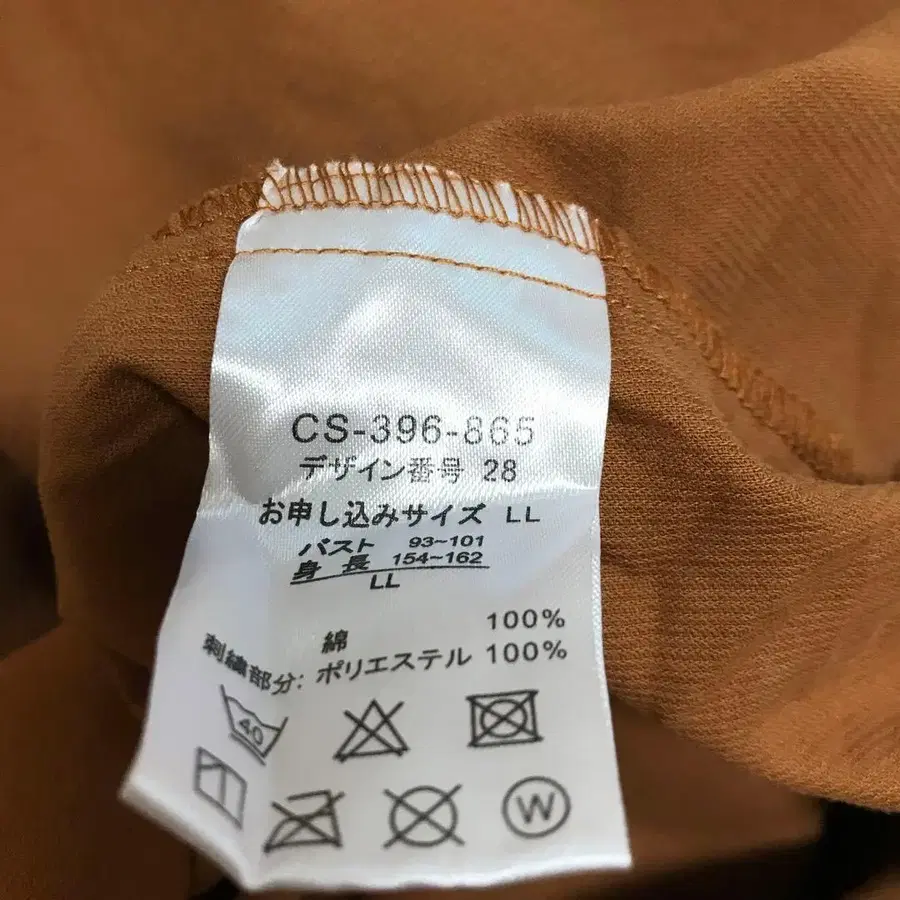 CS-396-865
デザイン番号 28
お申し込みサイズ LL
バスト 93~101
身長 154~162
LL
綿 100%
刺繍部分: ポリエステル 100%
40
W